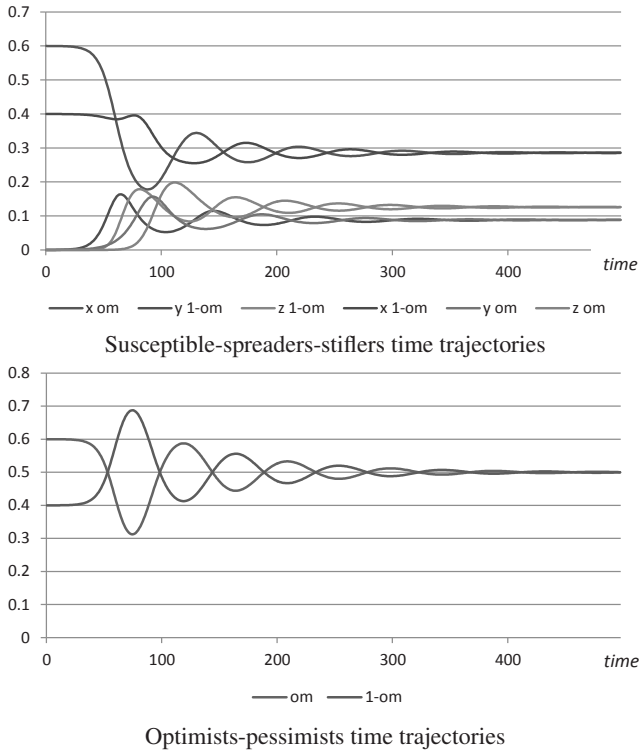 0.7
0.6
0.5
0.4
0.3
0.2
0.1
0
0 100 200 300 400
time
x om y 1-om z 1-om x 1-om y om z om
Susceptible-spreaders-stiflers time trajectories
0.8
0.7
0.6
0.5
0.4
0.3
0.2
0.1
0
0 100 200 300 400 time
om 1-om
Optimists-pessimists time trajectories